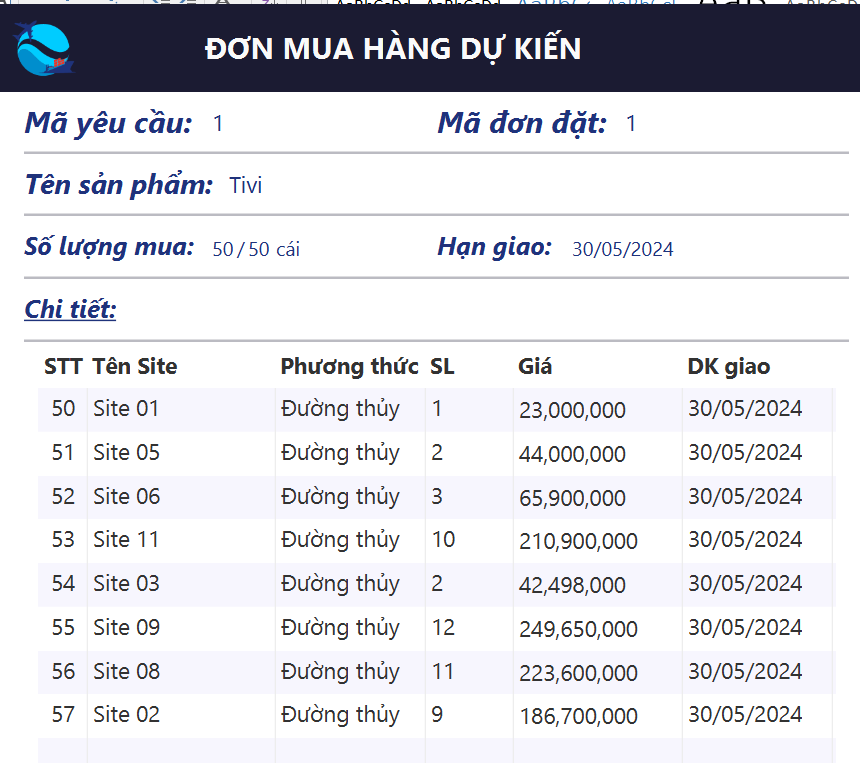 ĐƠN MUA HÀNG DỰ KIẾN
Mã yêu cầu: 1 Mã đơn đặt: 1
Tên sản phẩm: Tivi
Số lượng mua: 50 / 50 cái Hạn giao: 30/05/2024
Chi tiết:
STT Tên Site Phương thức SL Giá DK giao
50 Site 01 Đường thủy 1 23,000,000 30/05/2024
51 Site 05 Đường thủy 2 44,000,000 30/05/2024
52 Site 06 Đường thủy 3 65,900,000 30/05/2024
53 Site 11 Đường thủy 10 210,900,000 30/05/2024
54 Site 03 Đường thủy 2 42,498,000 30/05/2024
55 Site 09 Đường thủy 12 249,650,000 30/05/2024
56 Site 08 Đường thủy 11 223,600,000 30/05/2024
57 Site 02 Đường thủy 9 186,700,000 30/05/2024